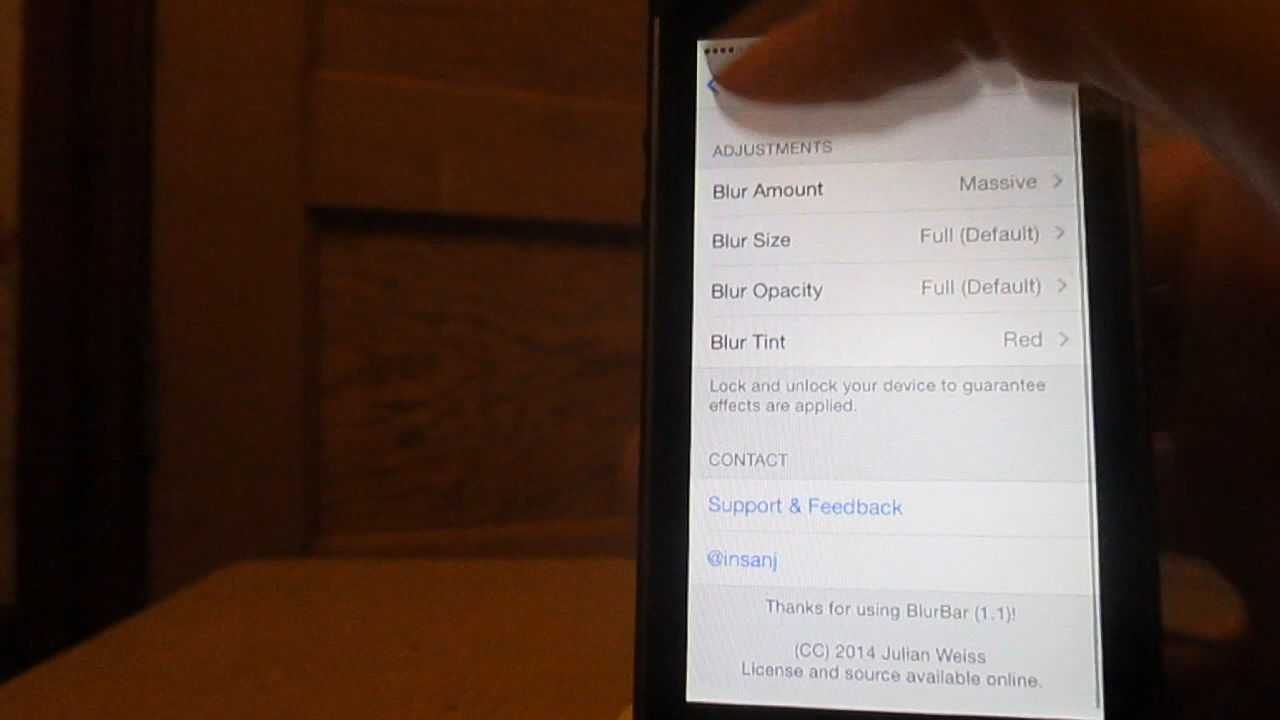 ADJUSTMENTS
Blur Amount Massive >
Blur Size Full (Default) >
Blur Opacity Full (Default) >
Blur Tint Red >
Lock and unlock your device to guarantee
effects are applied.
CONTACT
Support & Feedback
@insanj
Thanks for using BlurBar (1.1)!
(CC) 2014 Julian Weiss
License and source available online.